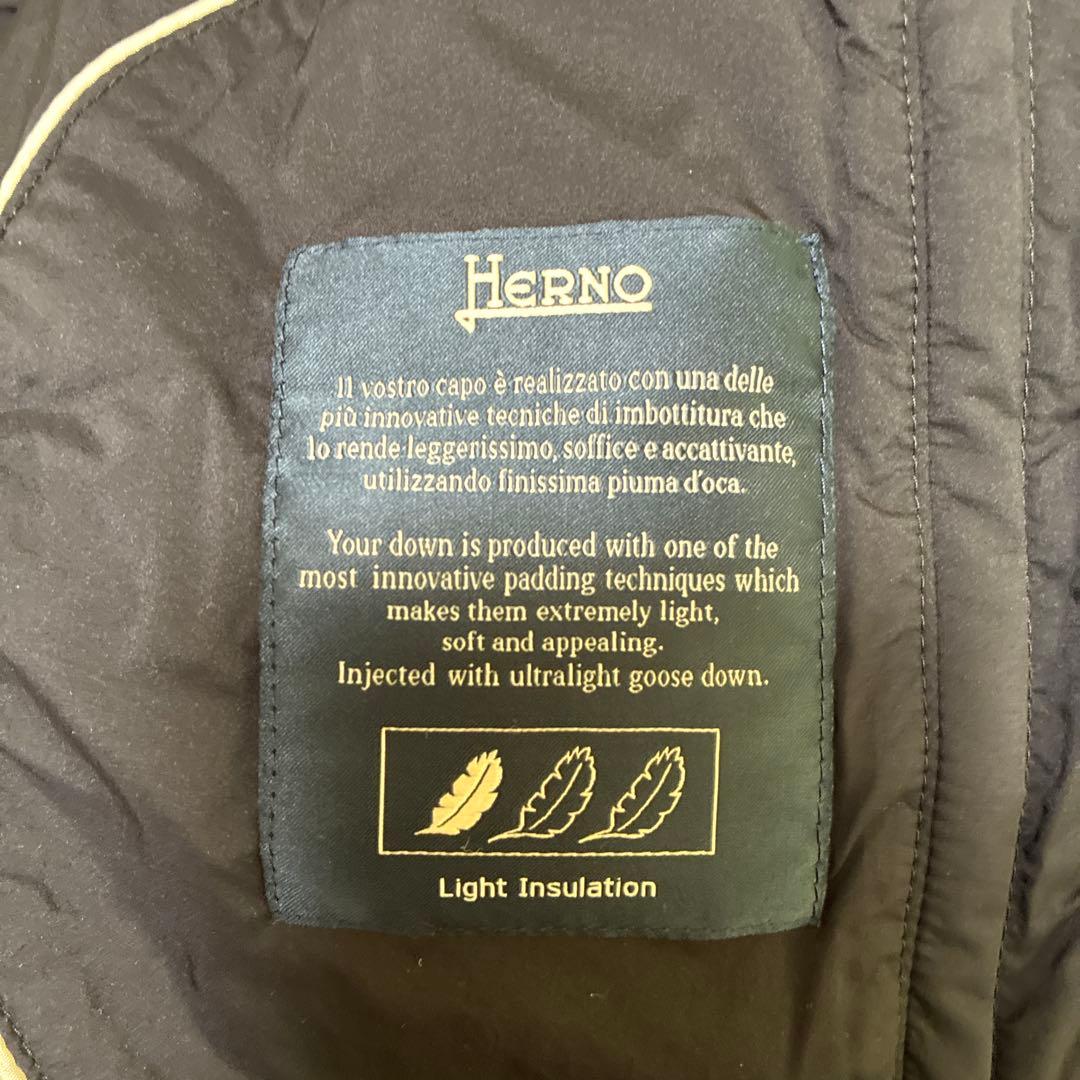 HERNO
Il vostro capo è realizzato con una delle
più innovative tecniche di imbottitura che
lo rende leggerissimo, soffice e accattivante,
utilizzando finissima piuma d'oca.
Your down is produced with one of the
most innovative padding techniques which
makes them extremely light,
soft and appealing.
Injected with ultralight goose down.
Light Insulation